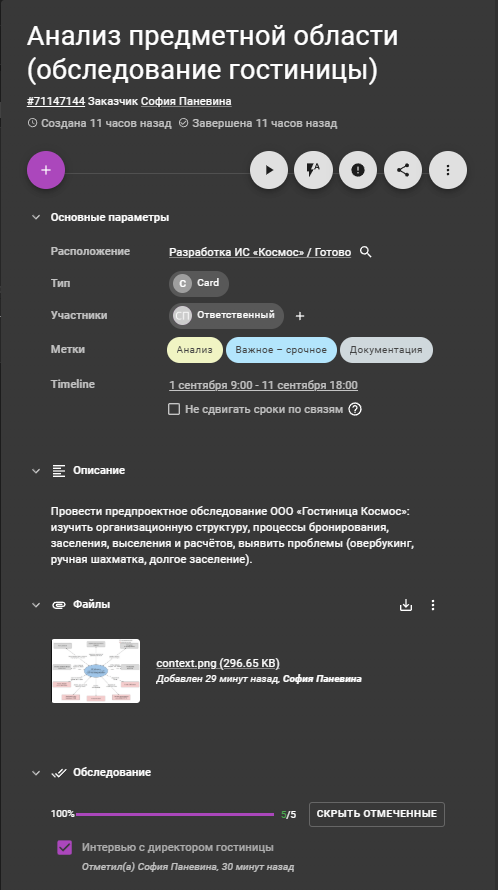 Анализ предметной области
(обследование гостиницы)
#71147144 Заказчик София Паневина
Создана 11 часов назад Завершена 11 часов назад
Основные параметры
Расположение Разработка ИС «Космос» / Готово
Тип C Card
Участники СП Ответственный +
Метки Анализ Важное – срочное Документация
Timeline 1 сентября 9:00 - 11 сентября 18:00
Не сдвигать сроки по связям
Описание
Провести предпроектное обследование ООО «Гостиница Космос»:
изучить организационную структуру, процессы бронирования,
заселения, выселения и расчётов, выявить проблемы (овербукинг,
ручная шахматка, долгое заселение).
Файлы
context.png (296.65 KB)
Добавлен 29 минут назад, София Паневина
Обследование
100% 5/5 СКРЫТЬ ОТМЕЧЕННЫЕ
Интервью с директором гостиницы
Отметил(а) София Паневина, 30 минут назад